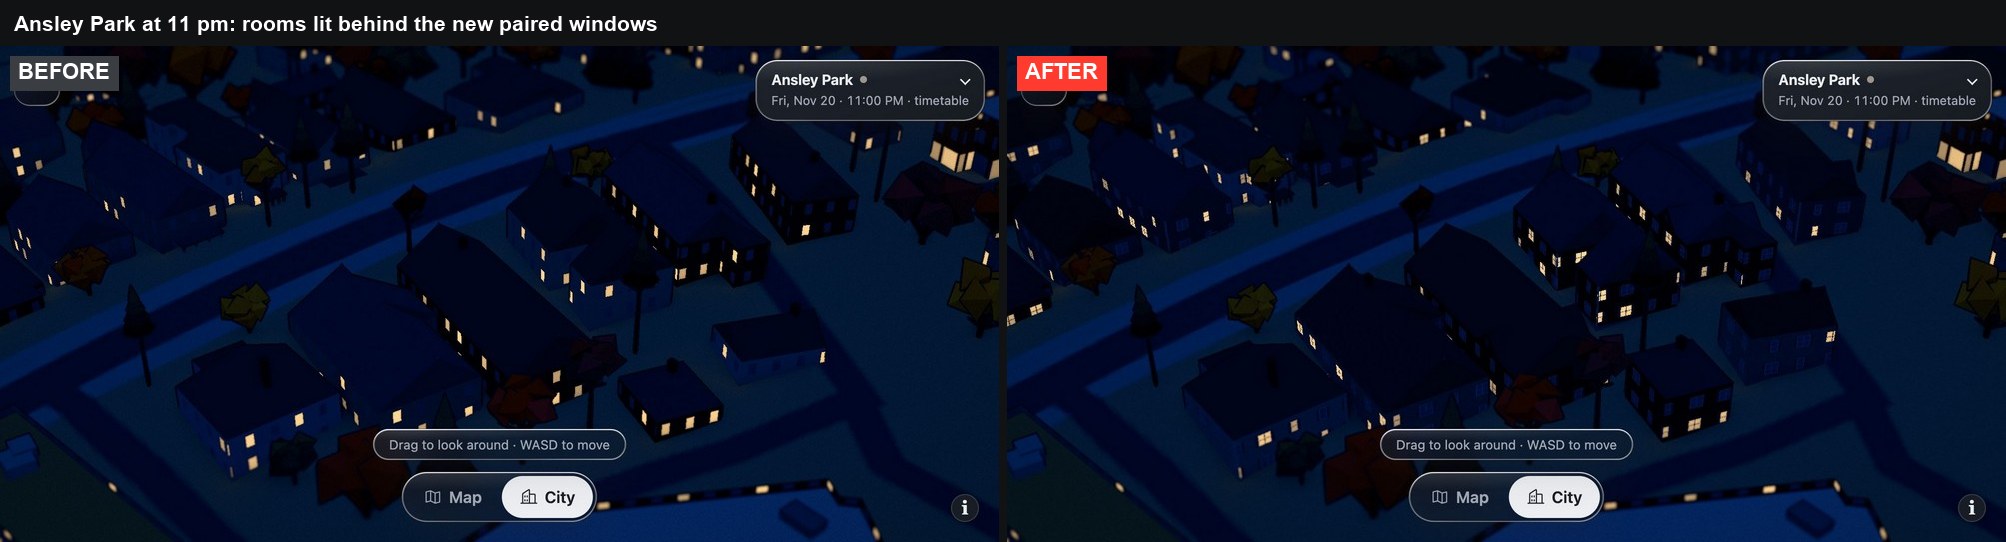 Ansley Park at 11 pm: rooms lit behind the new paired windows
BEFORE
Ansley Park
Fri, Nov 20 · 11:00 PM · timetable
Drag to look around · WASD to move
Map
City
i
AFTER
Ansley Park
Fri, Nov 20 · 11:00 PM · timetable
Drag to look around · WASD to move
Map
City
i